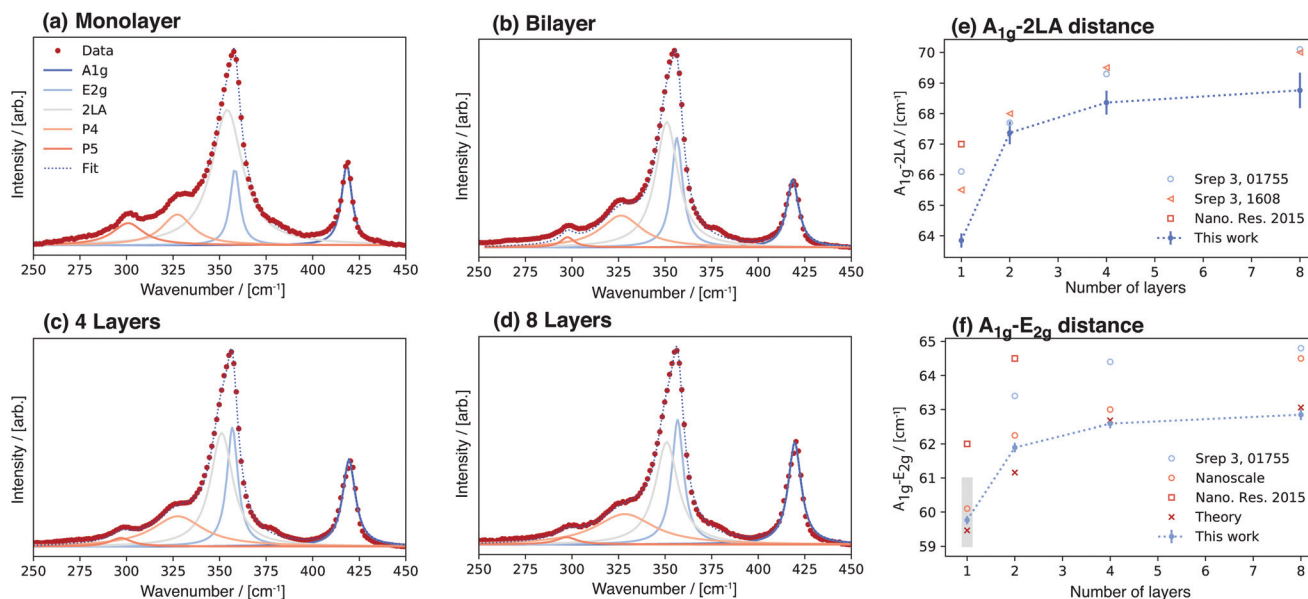 (a) Monolayer
Data
A1g
E2g
2LA
P4
P5
Fit
Intensity / [arb.]
250 275 300 325 350 375 400 425 450
Wavenumber / [cm⁻¹]
(b) Bilayer
Intensity / [arb.]
250 275 300 325 350 375 400 425 450
Wavenumber / [cm⁻¹]
(c) 4 Layers
Intensity / [arb.]
250 275 300 325 350 375 400 425 450
Wavenumber / [cm⁻¹]
(d) 8 Layers
Intensity / [arb.]
250 275 300 325 350 375 400 425 450
Wavenumber / [cm⁻¹]
(e) A1g-2LA distance
A1g-2LA / [cm⁻¹]
70
69
68
67
66
65
64
Srep 3, 01755
Srep 3, 1608
Nano. Res. 2015
This work
1 2 3 4 5 6 7 8
Number of layers
(f) A1g-E2g distance
A1g-E2g / [cm⁻¹]
65
64
63
62
61
60
59
Srep 3, 01755
Nanoscale
Nano. Res. 2015
Theory
This work
1 2 3 4 5 6 7 8
Number of layers